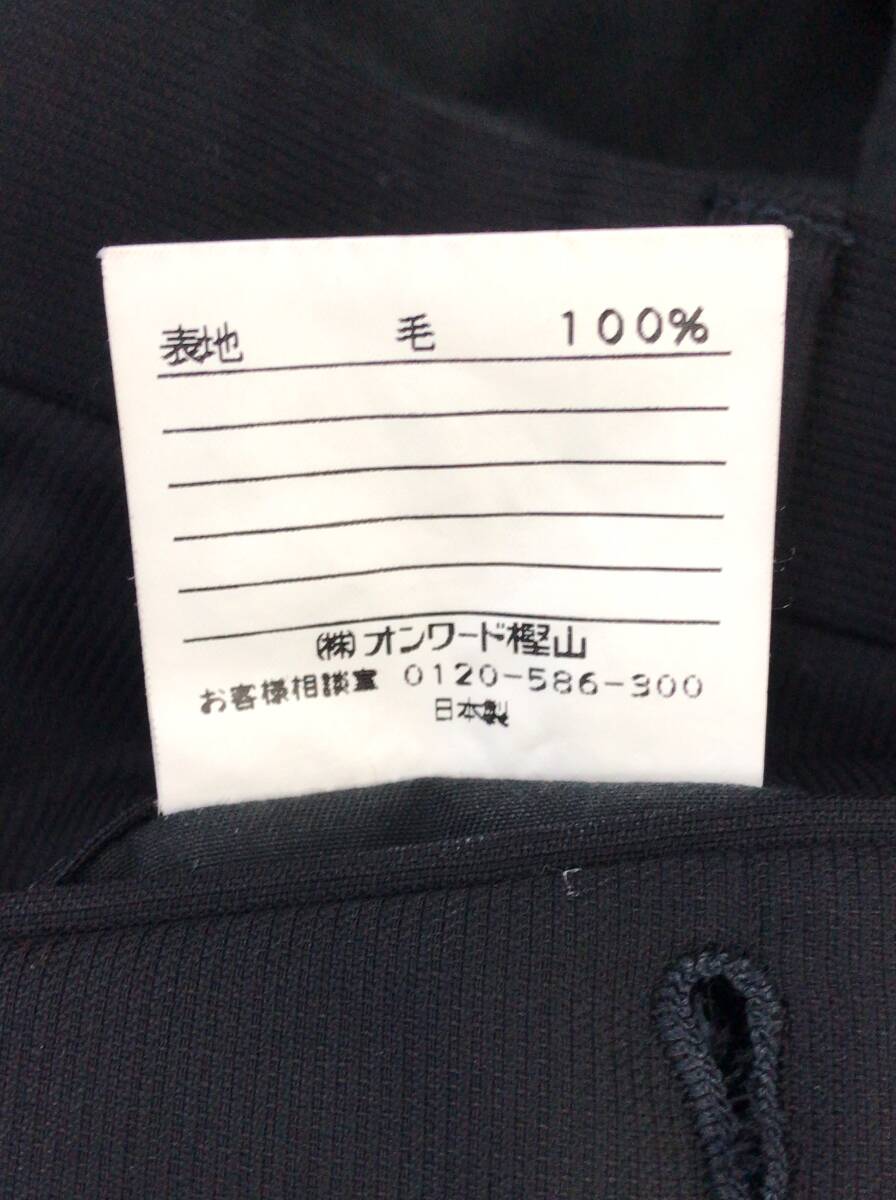 表地 毛 100%
(株)オンワード樫山
お客様相談室 0120-586-300
日本製